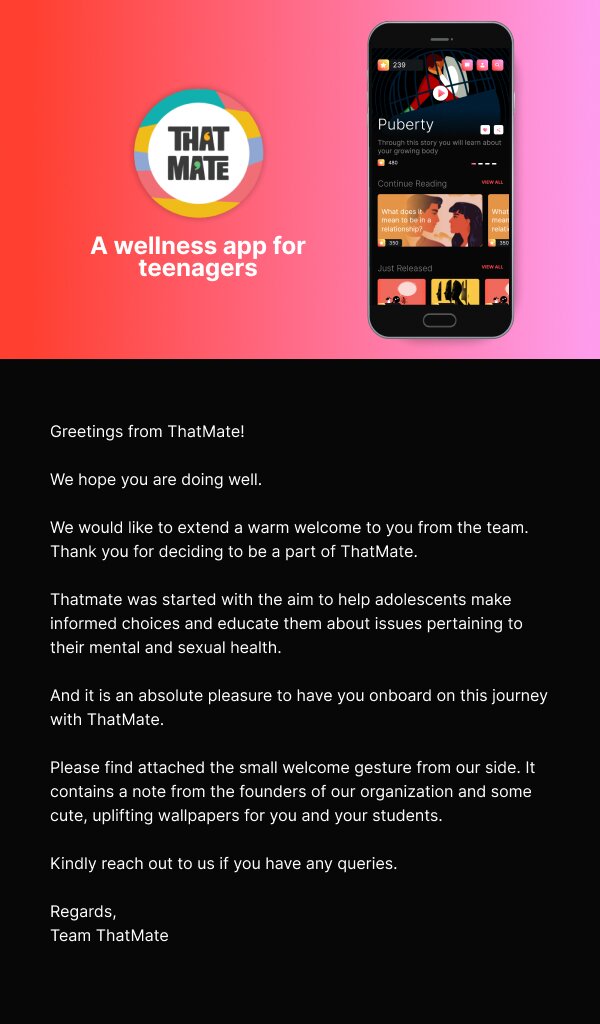 THAT
MATE
A wellness app for
teenagers
239
Puberty
Through this story you will learn about
your growing body
480
Continue Reading
VIEW ALL
What does it
mean to be in a
relationship?
350
350
Just Released
VIEW ALL
Greetings from ThatMate!
We hope you are doing well.
We would like to extend a warm welcome to you from the team.
Thank you for deciding to be a part of ThatMate.
Thatmate was started with the aim to help adolescents make
informed choices and educate them about issues pertaining to
their mental and sexual health.
And it is an absolute pleasure to have you onboard on this journey
with ThatMate.
Please find attached the small welcome gesture from our side. It
contains a note from the founders of our organization and some
cute, uplifting wallpapers for you and your students.
Kindly reach out to us if you have any queries.
Regards,
Team ThatMate